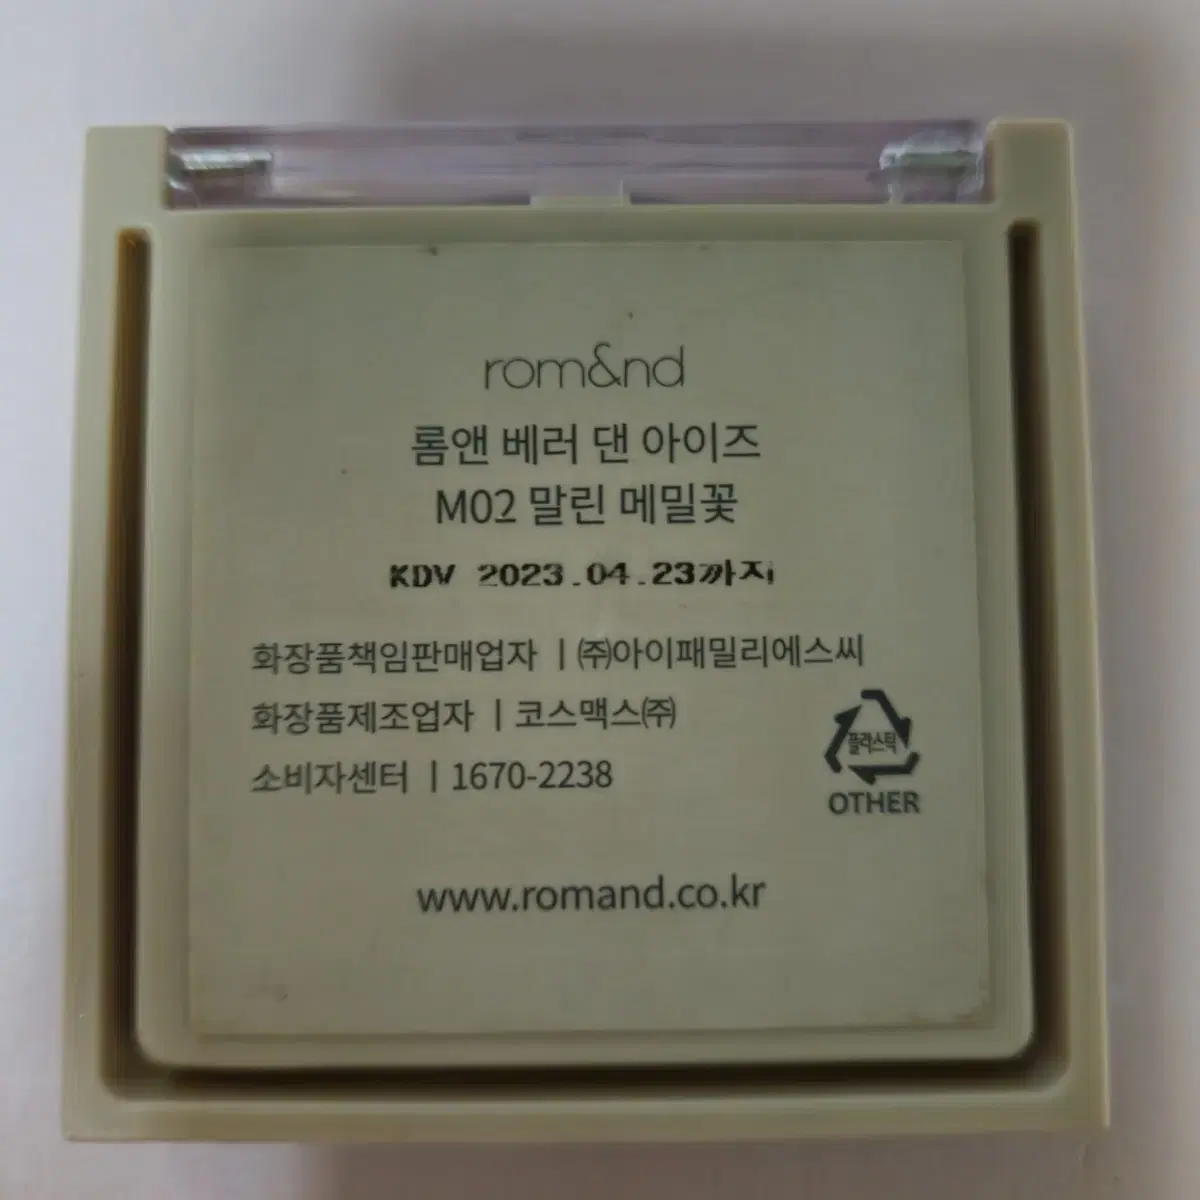 rom&nd
롬앤 베러 댄 아이즈
M02 말린 메밀꽃
KDV 2023.04.23까지
화장품책임판매업자 ㅣ㈜아이패밀리에스씨
화장품제조업자 ㅣ코스맥스㈜
소비자센터 ㅣ1670-2238
플라스틱
OTHER
www.romand.co.kr